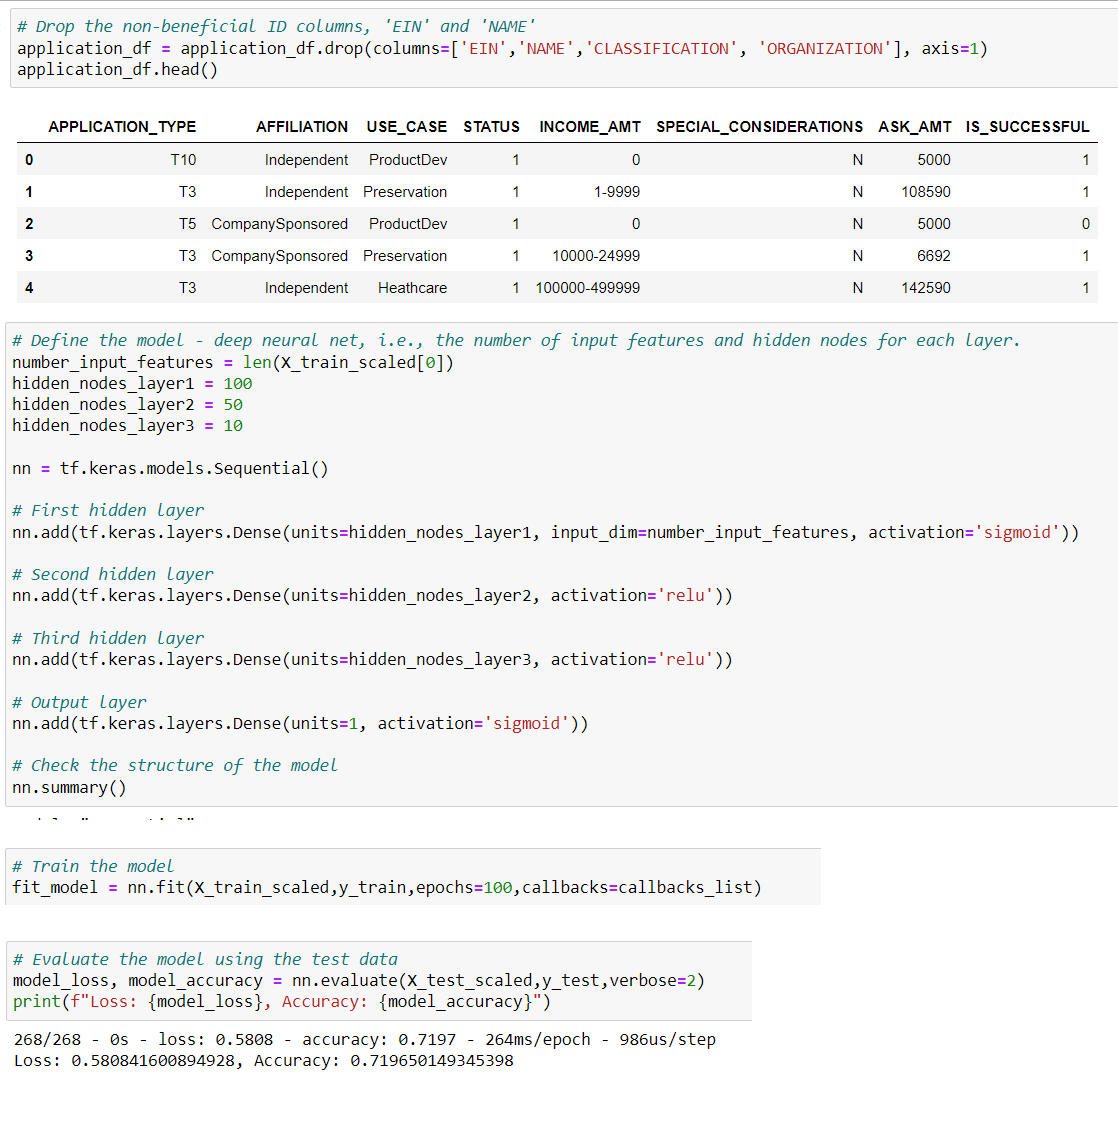 # Drop the non-beneficial ID columns, 'EIN' and 'NAME'
application_df = application_df.drop(columns=['EIN','NAME','CLASSIFICATION', 'ORGANIZATION'], axis=1)
application_df.head()
APPLICATION_TYPE AFFILIATION USE_CASE STATUS INCOME_AMT SPECIAL_CONSIDERATIONS ASK_AMT IS_SUCCESSFUL
0 T10 Independent ProductDev 1 0 N 5000 1
1 T3 Independent Preservation 1 1-9999 N 108590 1
2 T5 CompanySponsored ProductDev 1 0 N 5000 0
3 T3 CompanySponsored Preservation 1 10000-24999 N 6692 1
4 T3 Independent Heathcare 1 100000-499999 N 142590 1
# Define the model - deep neural net, i.e., the number of input features and hidden nodes for each layer.
number_input_features = len(X_train_scaled[0])
hidden_nodes_layer1 = 100
hidden_nodes_layer2 = 50
hidden_nodes_layer3 = 10
nn = tf.keras.models.Sequential()
# First hidden layer
nn.add(tf.keras.layers.Dense(units=hidden_nodes_layer1, input_dim=number_input_features, activation='sigmoid'))
# Second hidden layer
nn.add(tf.keras.layers.Dense(units=hidden_nodes_layer2, activation='relu'))
# Third hidden layer
nn.add(tf.keras.layers.Dense(units=hidden_nodes_layer3, activation='relu'))
# Output layer
nn.add(tf.keras.layers.Dense(units=1, activation='sigmoid'))
# Check the structure of the model
nn.summary()
# Train the model
fit_model = nn.fit(X_train_scaled,y_train,epochs=100,callbacks=callbacks_list)
# Evaluate the model using the test data
model_loss, model_accuracy = nn.evaluate(X_test_scaled,y_test,verbose=2)
print(f"Loss: {model_loss}, Accuracy: {model_accuracy}")
268/268 - 0s - loss: 0.5808 - accuracy: 0.7197 - 264ms/epoch - 986us/step
Loss: 0.580841600894928, Accuracy: 0.719650149345398